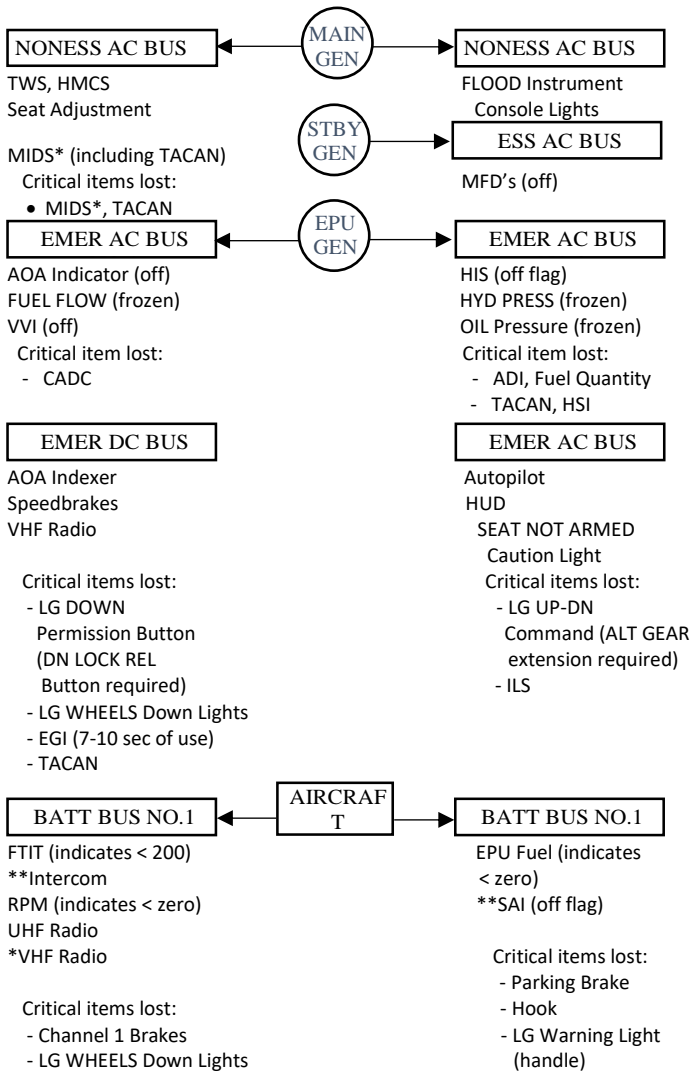 MAIN
GEN
NONESS AC BUS
TWS, HMCS
Seat Adjustment
MIDS* (including TACAN)
Critical items lost:
• MIDS*, TACAN
NONESS AC BUS
FLOOD Instrument
Console Lights
STBY
GEN
ESS AC BUS
MFD's (off)
EPU
GEN
EMER AC BUS
AOA Indicator (off)
FUEL FLOW (frozen)
VVI (off)
Critical item lost:
- CADC
EMER AC BUS
HIS (off flag)
HYD PRESS (frozen)
OIL Pressure (frozen)
Critical item lost:
- ADI, Fuel Quantity
- TACAN, HSI
EMER DC BUS
AOA Indexer
Speedbrakes
VHF Radio
Critical items lost:
- LG DOWN
Permission Button
(DN LOCK REL
Button required)
- LG WHEELS Down Lights
- EGI (7-10 sec of use)
- TACAN
EMER AC BUS
Autopilot
HUD
SEAT NOT ARMED
Caution Light
Critical items lost:
- LG UP-DN
Command (ALT GEAR
extension required)
- ILS
AIRCRAF
T
BATT BUS NO.1
FTIT (indicates < 200)
**Intercom
RPM (indicates < zero)
UHF Radio
*VHF Radio
Critical items lost:
- Channel 1 Brakes
- LG WHEELS Down Lights
BATT BUS NO.1
EPU Fuel (indicates
< zero)
**SAI (off flag)
Critical items lost:
- Parking Brake
- Hook
- LG Warning Light
(handle)